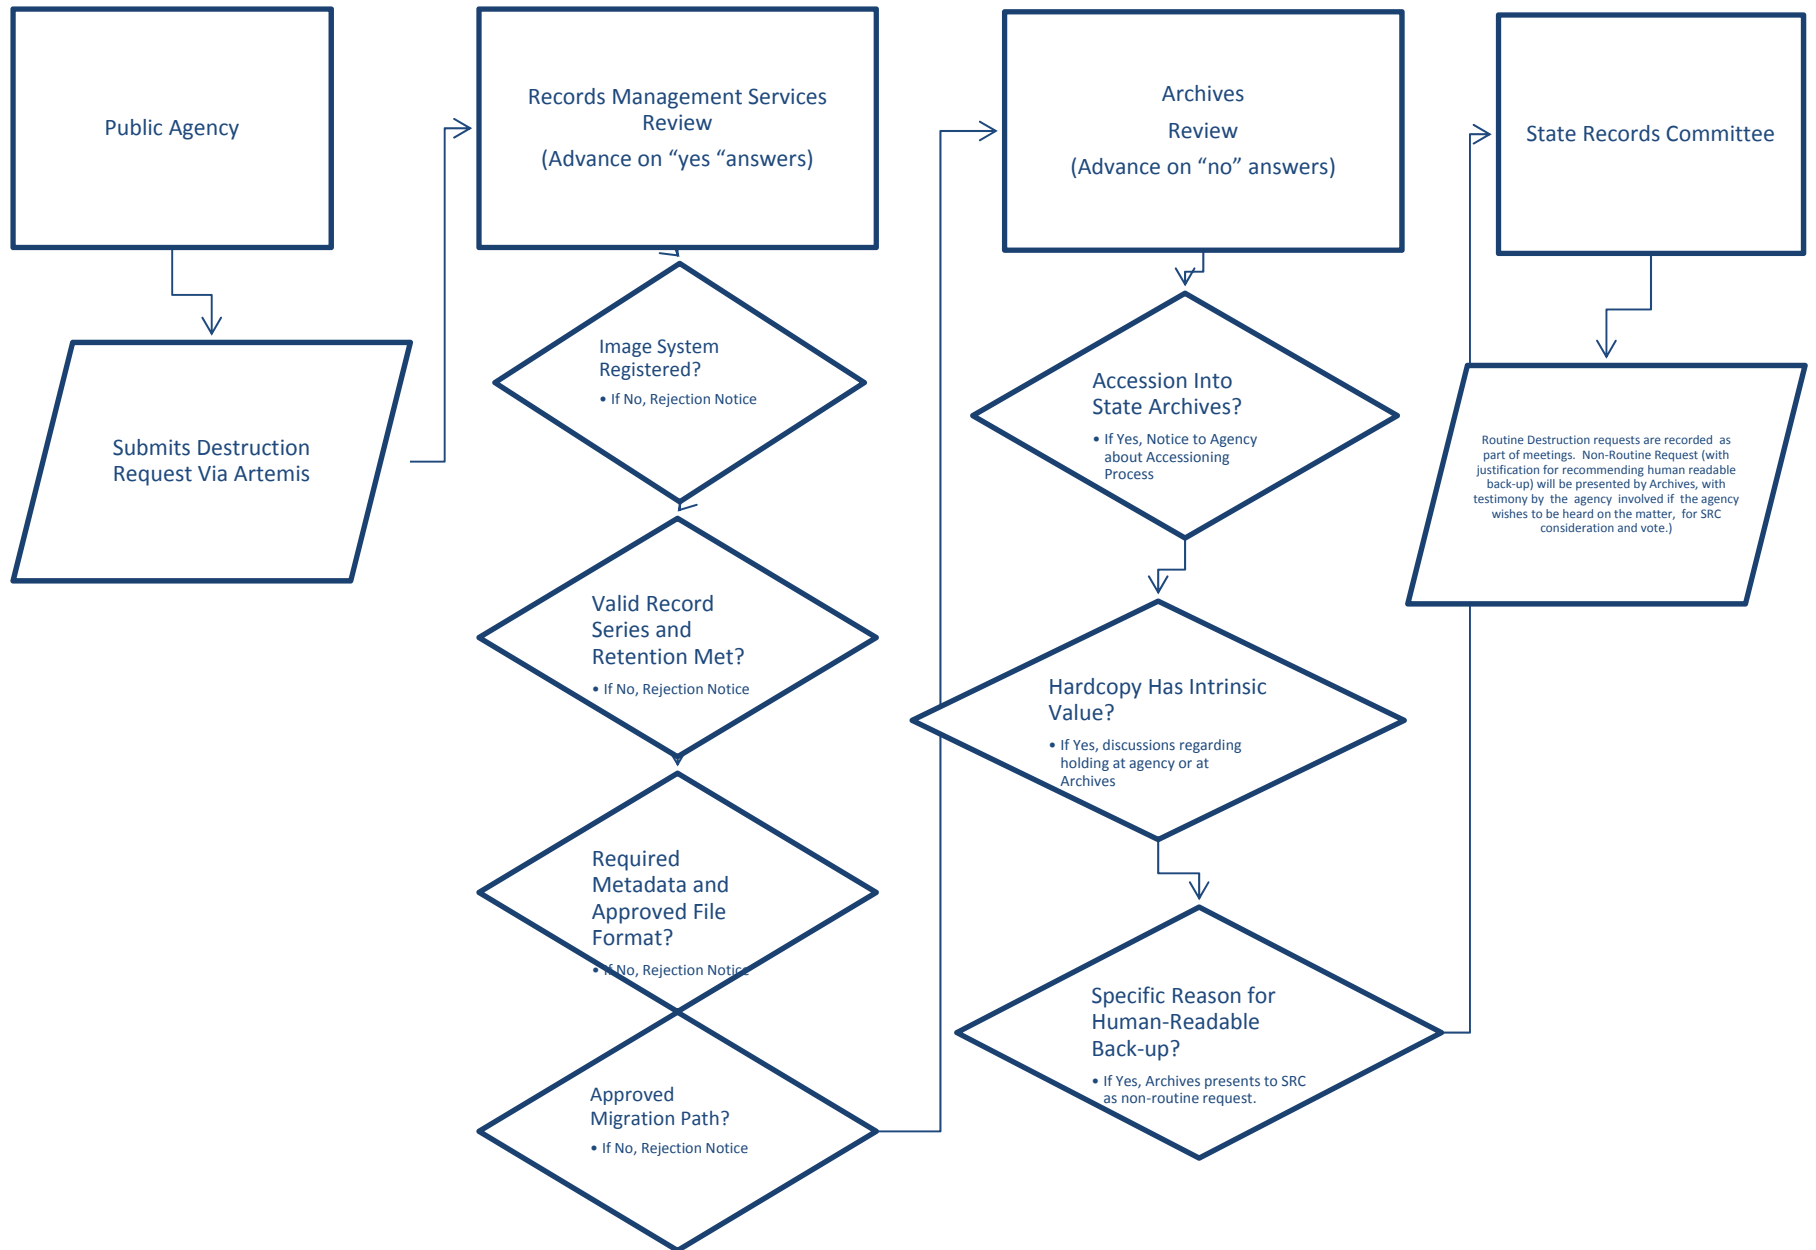 Public Agency
Submits Destruction
Request Via Artemis
Records Management Services
Review
(Advance on “yes “answers)
Image System
Registered?
• If No, Rejection Notice
Valid Record
Series and
Retention Met?
• If No, Rejection Notice
Required
Metadata and
Approved File
Format?
• If No, Rejection Notice
Approved
Migration Path?
• If No, Rejection Notice
Archives
Review
(Advance on “no” answers)
Accession Into
State Archives?
• If Yes, Notice to Agency
about Accessioning
Process
Hardcopy Has Intrinsic
Value?
• If Yes, discussions regarding
holding at agency or at
Archives
Specific Reason for
Human-Readable
Back-up?
• If Yes, Archives presents to SRC
as non-routine request.
State Records Committee
Routine Destruction requests are recorded as
part of meetings. Non-Routine Request (with
justification for recommending human readable
back-up) will be presented by Archives, with
testimony by the agency involved if the agency
wishes to be heard on the matter, for SRC
consideration and vote.)